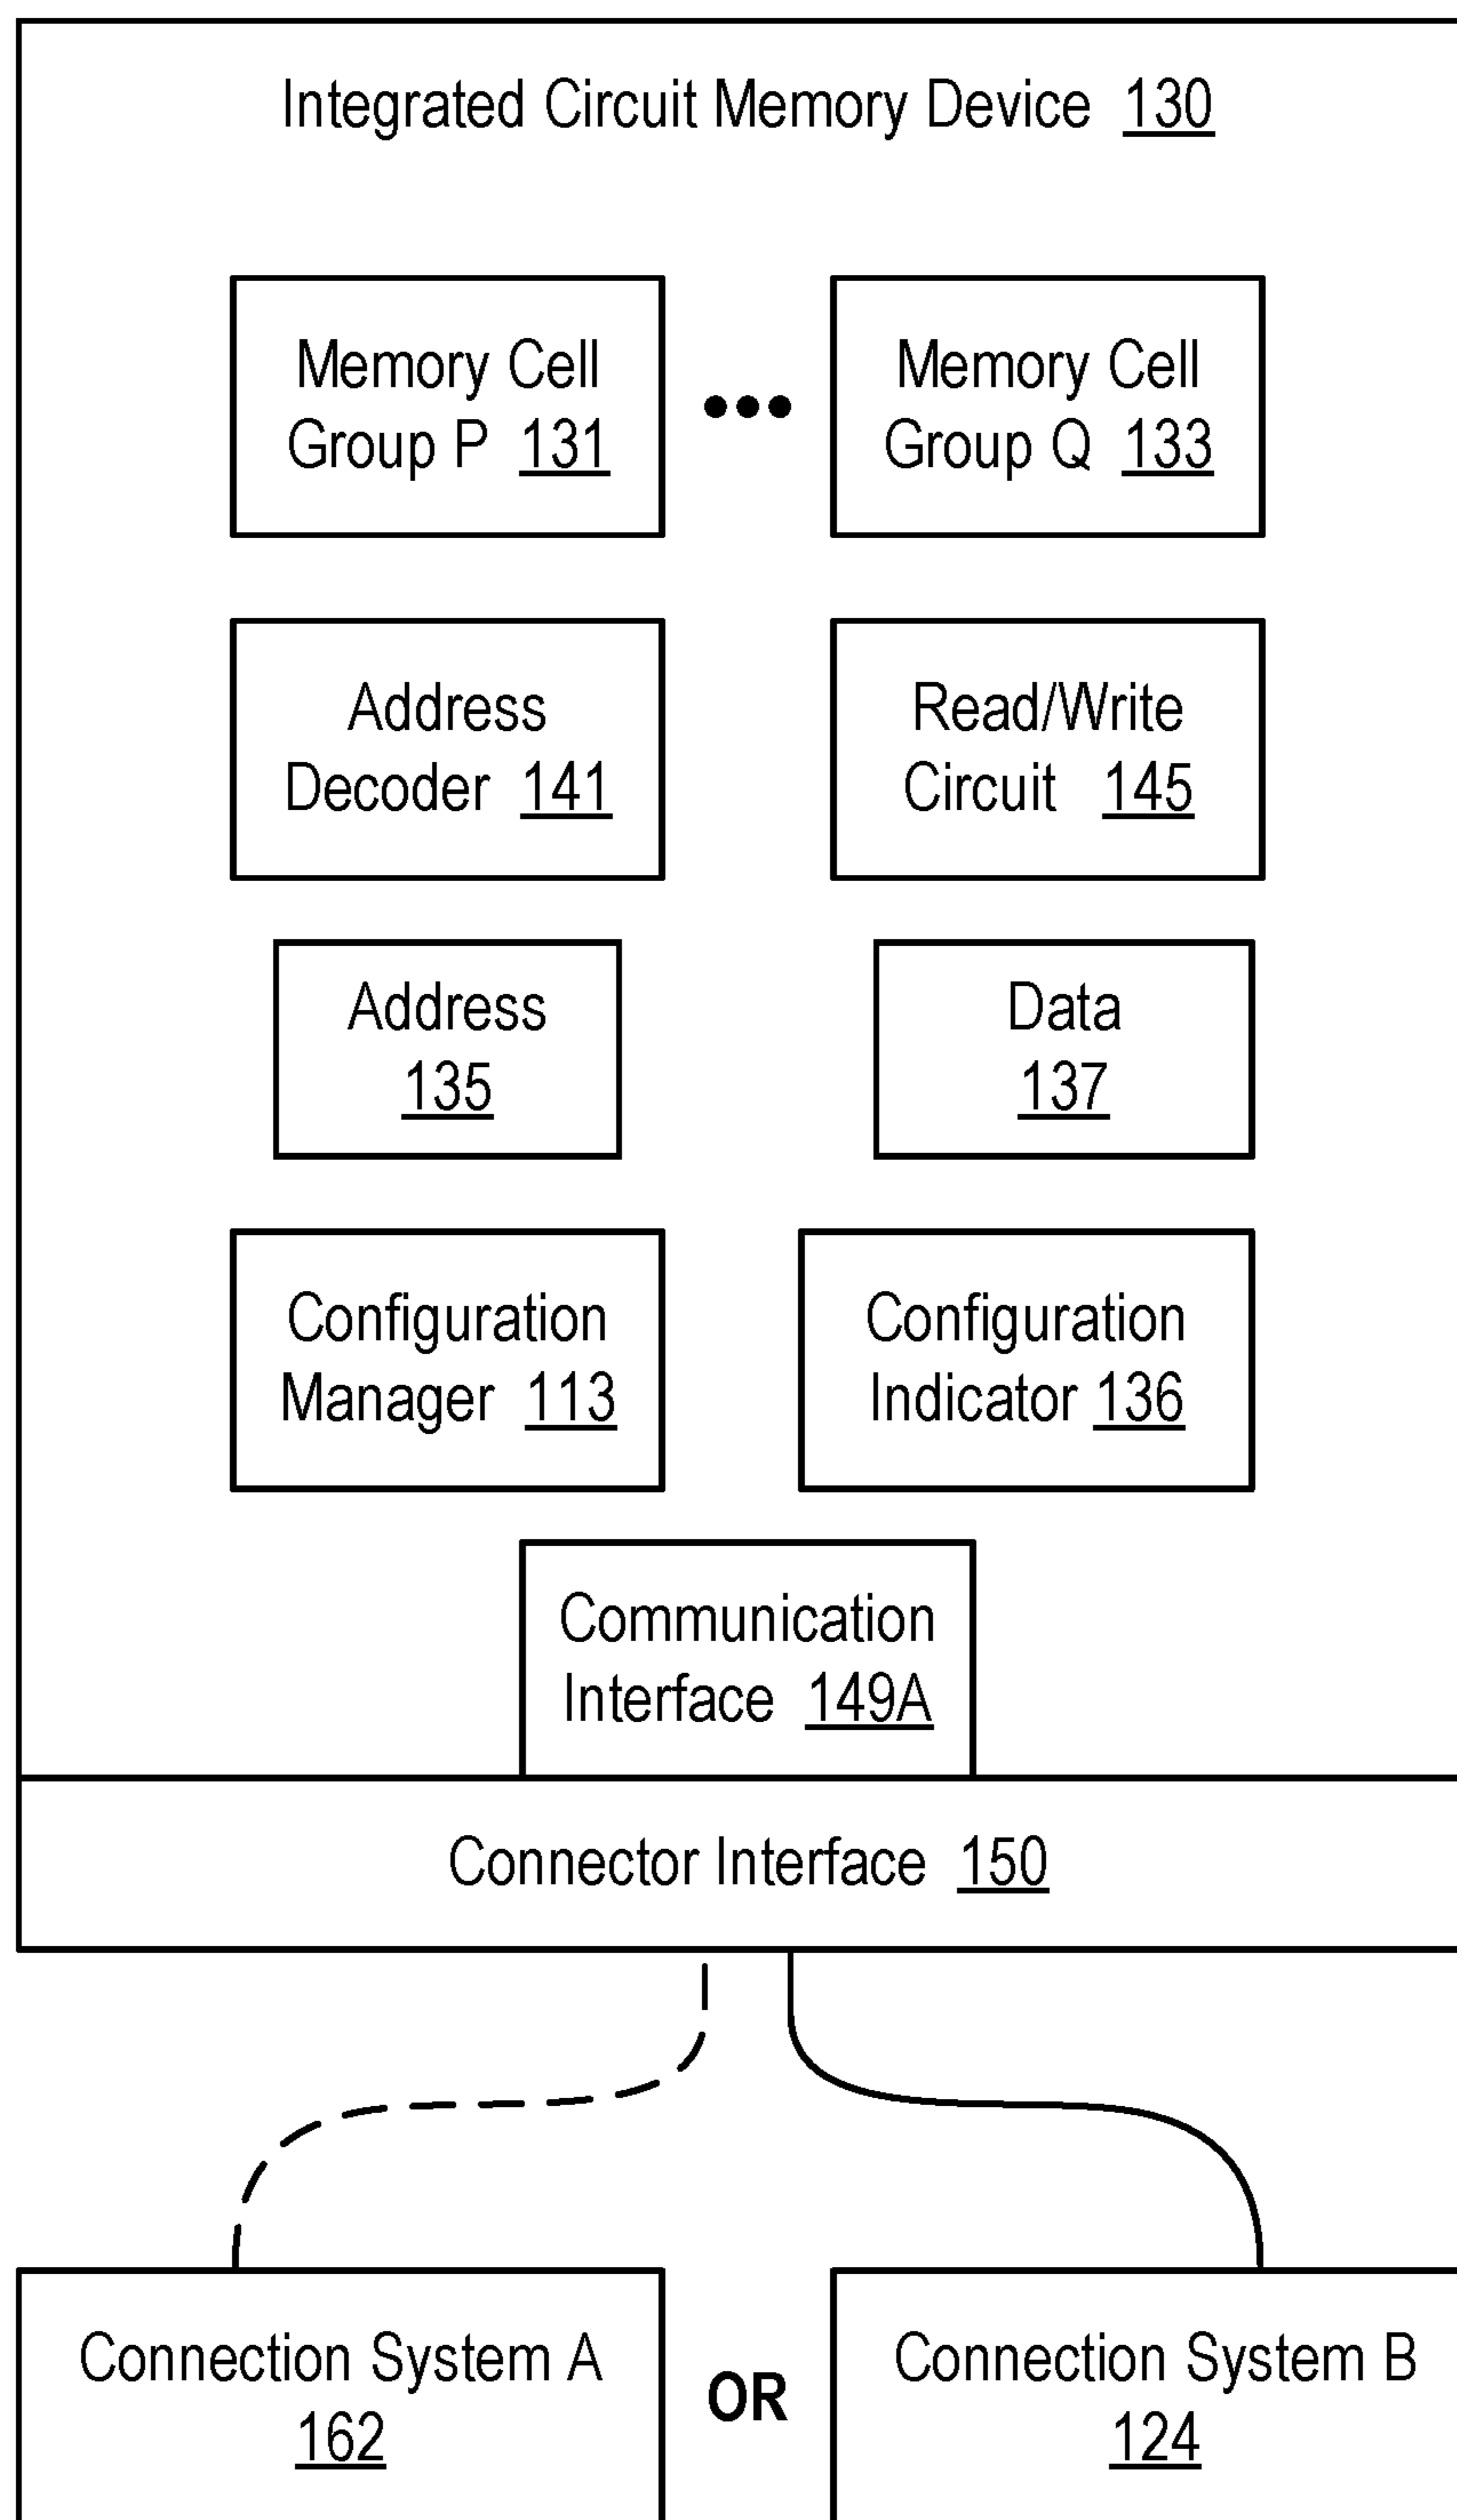 Integrated Circuit Memory Device 130
Memory Cell
Group P 131
Memory Cell
Group Q 133
Address
Decoder 141
Read/Write
Circuit 145
Address
135
Data
137
Configuration
Manager 113
Configuration
Indicator 136
Communication
Interface 149A
Connector Interface 150
Connection System A
162
OR
Connection System B
124